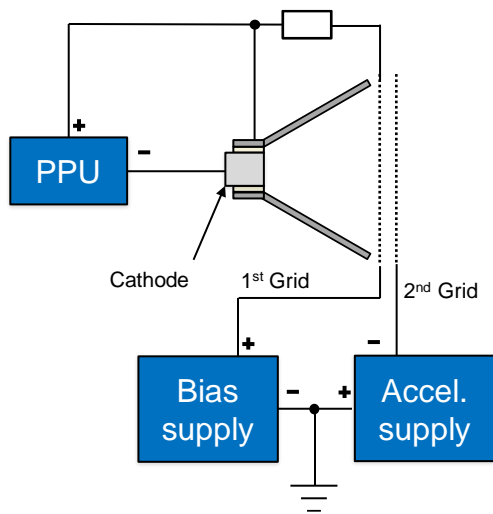 +
-
PPU
Cathode
1st Grid
2nd Grid
+
-
-
+
Bias
supply
Accel.
supply